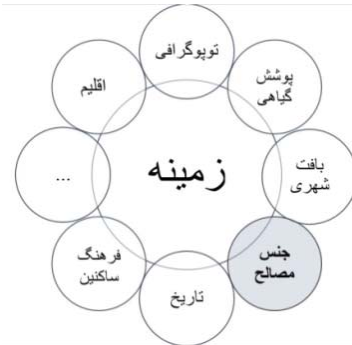 توپوگرافی
پوشش
گیاهی
بافت
شهری
جنس
مصالح
تاریخ
فرهنگ
ساکنین
...
اقلیم
زمینه